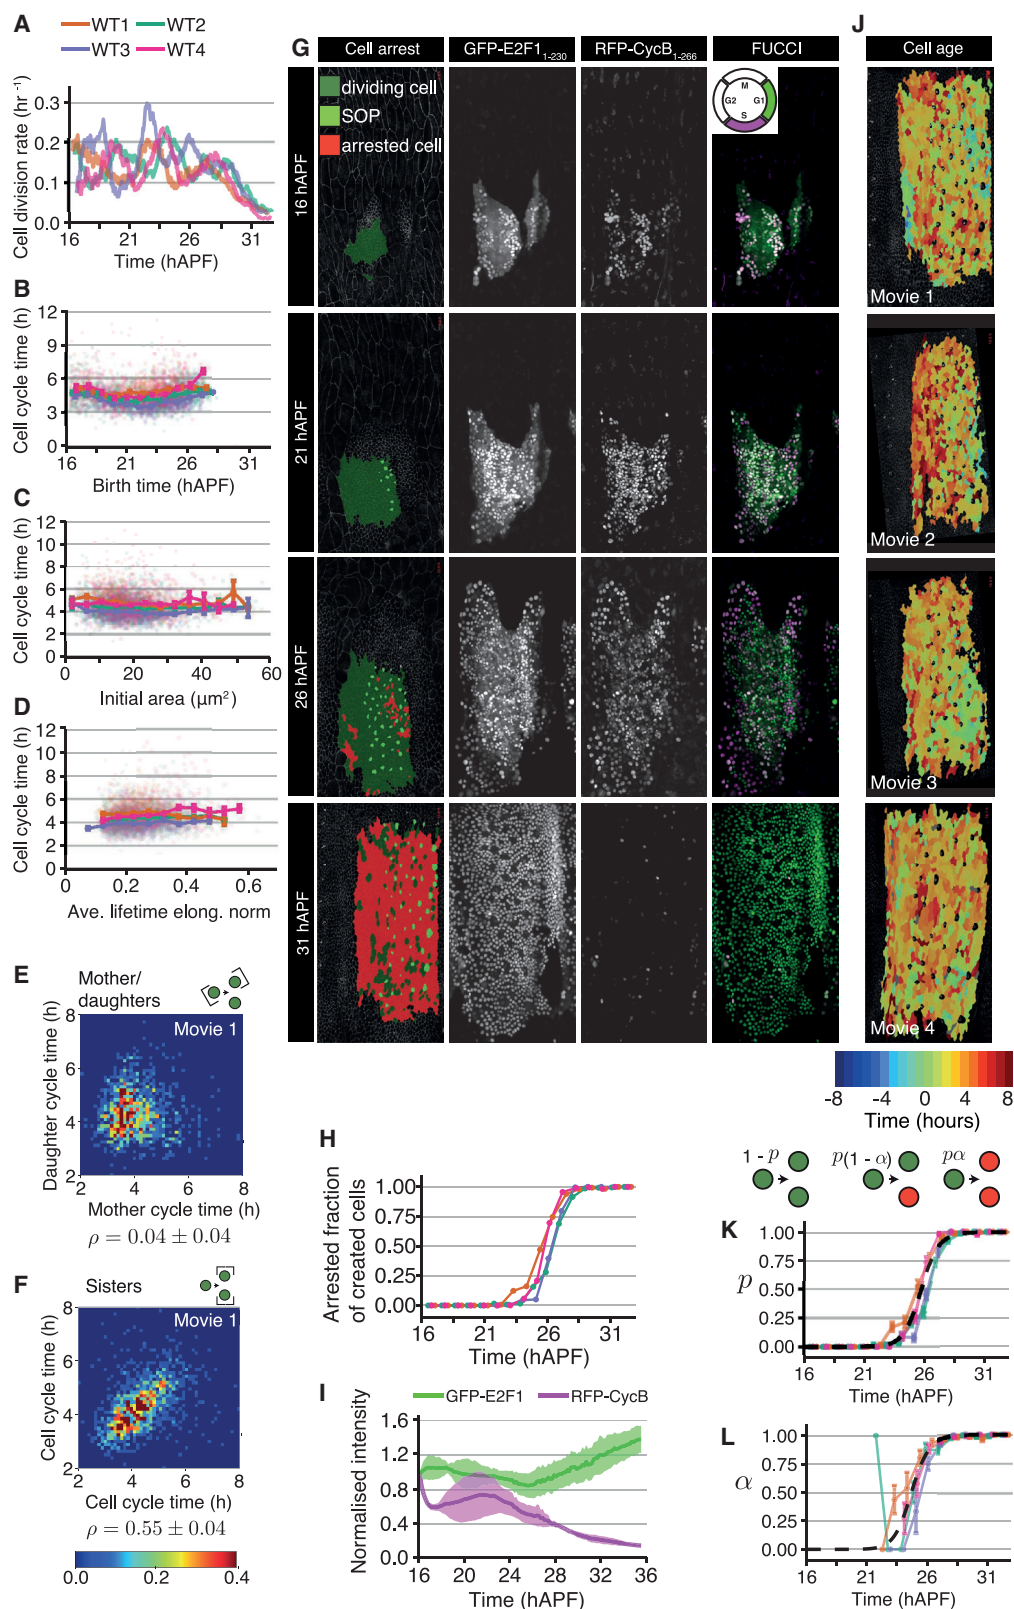 A
WT1 WT2
WT3 WT4
Cell division rate (hr -1)
0.3
0.2
0.1
0.0
16 21 26 31
Time (hAPF)
B
Cell cycle time (h)
12
9
6
3
0
16 21 26 31
Birth time (hAPF)
C
Cell cycle time (h)
12
10
8
6
4
2
0
0 20 40 60
Initial area (μm²)
D
Cell cycle time (h)
12
10
8
6
4
2
0
0 0.2 0.4 0.6
Ave. lifetime elong. norm
E
Mother/
daughters
Movie 1
Daughter cycle time (h)
8
6
4
2
2 4 6 8
Mother cycle time (h)
ρ = 0.04 ± 0.04
F
Sisters
Movie 1
Cell cycle time (h)
8
6
4
2
2 4 6 8
Cell cycle time (h)
ρ = 0.55 ± 0.04
0.0 0.2 0.4
G
Cell arrest GFP-E2F11-230 RFP-CycB1-266 FUCCI
dividing cell
SOP
arrested cell
M
G2 G1
S
16 hAPF
21 hAPF
26 hAPF
31 hAPF
H
Arrested fraction
of created cells
1.00
0.75
0.50
0.25
0.00
16 21 26 31
Time (hAPF)
I
GFP-E2F1 RFP-CycB
Normalised intensity
1.6
1.2
0.8
0.4
0.0
16 20 24 28 32 36
Time (hAPF)
J
Cell age
Movie 1
Movie 2
Movie 3
Movie 4
-8 -4 0 4 8
Time (hours)
1 - p p(1 - α) pα
K
p
1.00
0.75
0.50
0.25
0.00
16 21 26 31
Time (hAPF)
L
α
1.00
0.75
0.50
0.25
0.00
16 21 26 31
Time (hAPF)